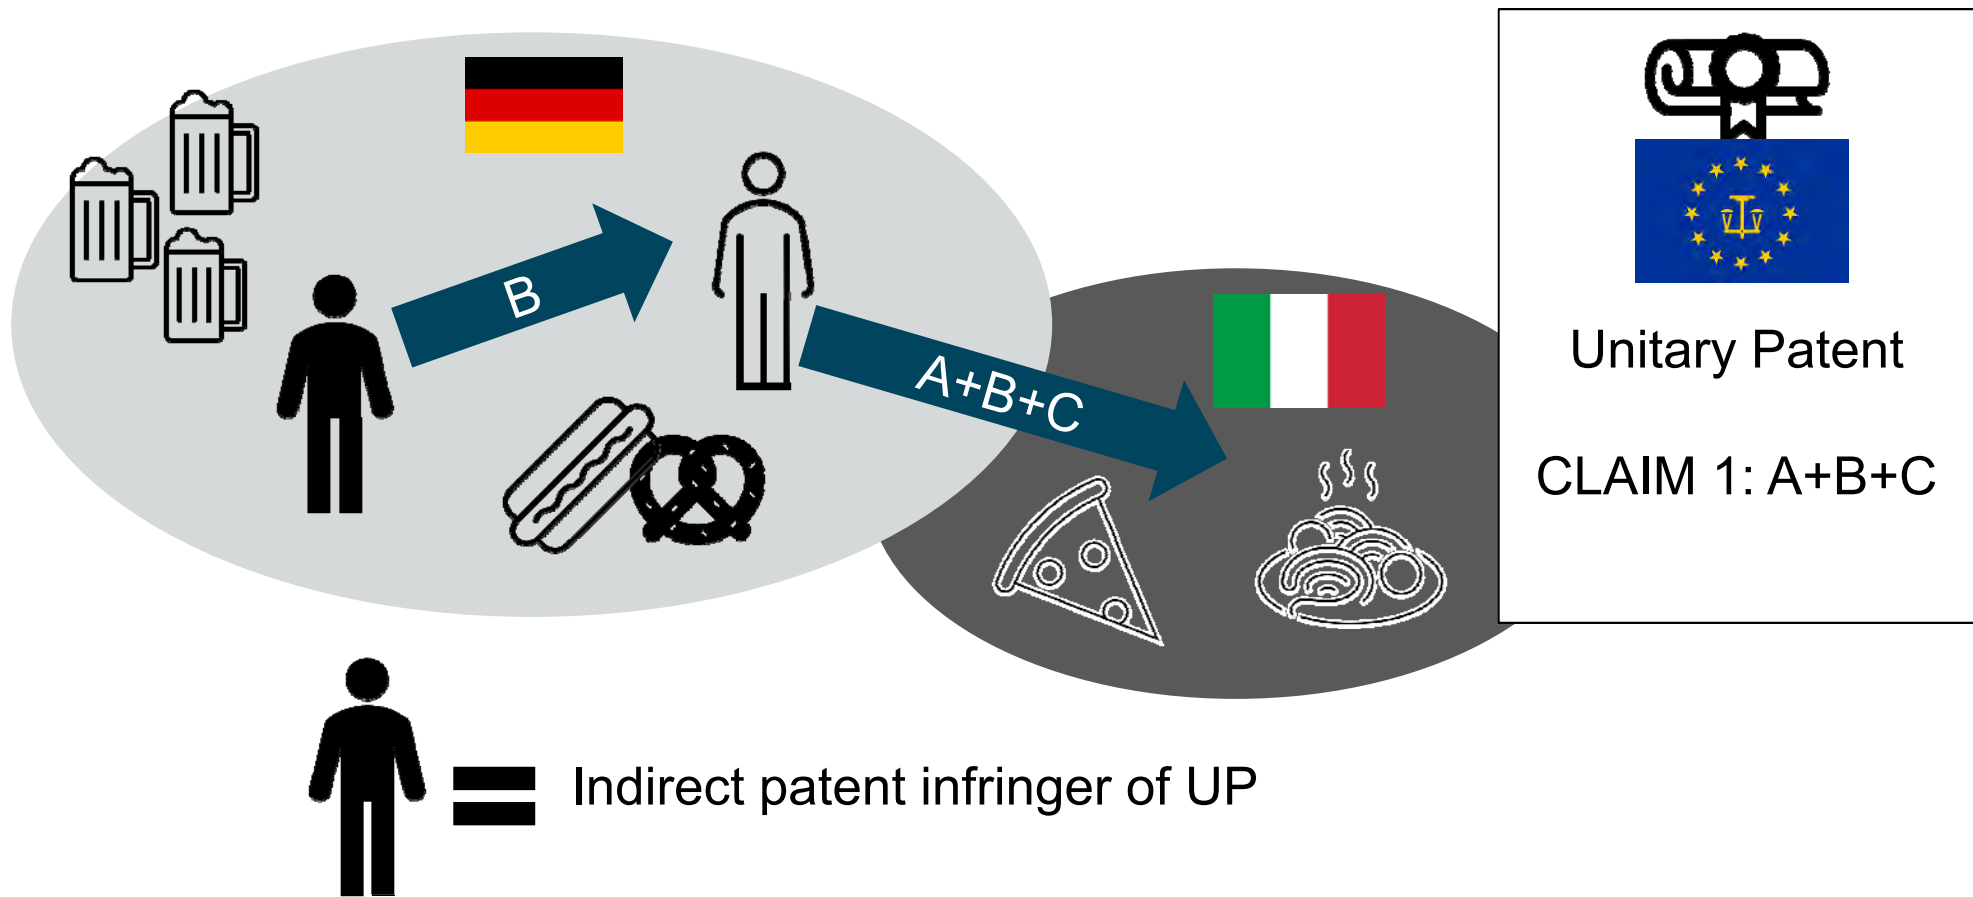 B
A+B+C
Unitary Patent
CLAIM 1: A+B+C
Indirect patent infringer of UP